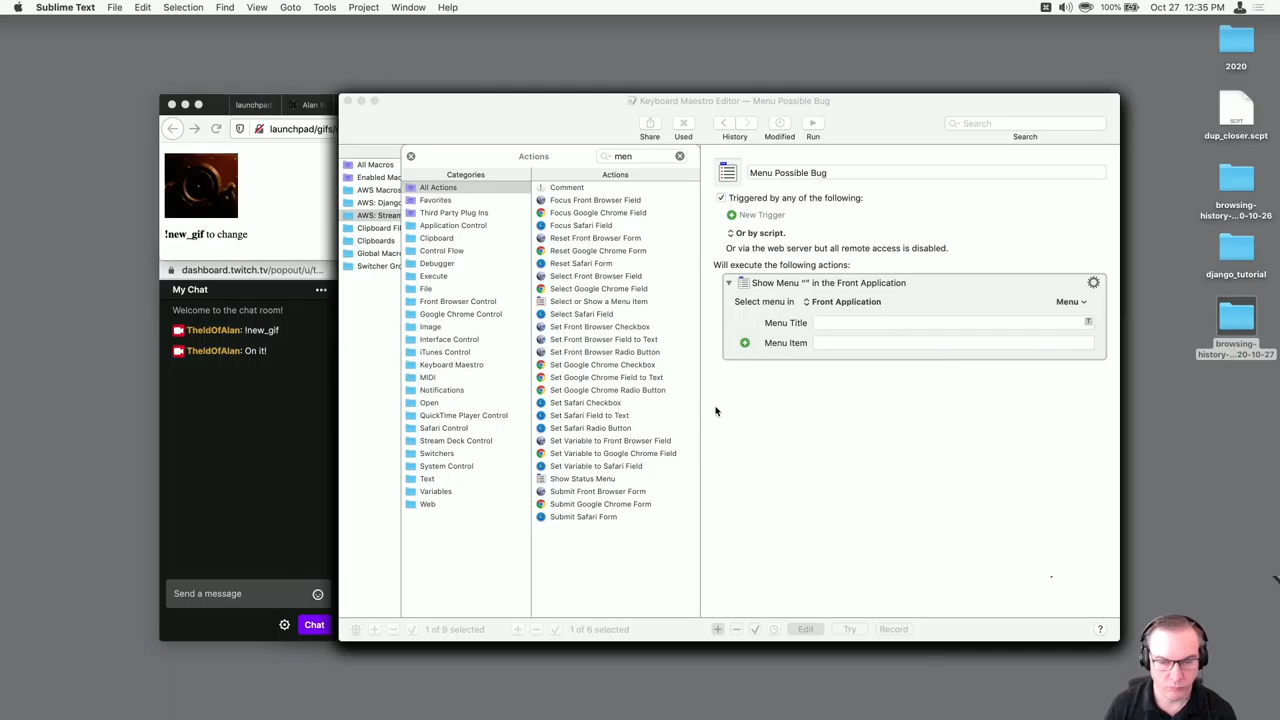 Sublime Text File Edit Selection Find View Goto Tools Project Window Help
100% Oct 27 12:35 PM
2020
SCPT
dup_closer.scpt
browsing-
history-...0-10-26
django_tutorial
browsing-
history-...20-10-27
launchpad Alan W
launchpad/gifs/
!new_gif to change
dashboard.twitch.tv/popout/u/t...
My Chat
Welcome to the chat room!
TheIdOfAlan: !new_gif
TheIdOfAlan: On it!
Send a message
Chat
Keyboard Maestro Editor — Menu Possible Bug
Share Used History Modified Run Search
Search
All Macros
Enabled Mac
AWS Macros
AWS: Django
AWS: Stream
Clipboard Fil
Clipboards
Global Macro
Switcher Gro
Actions men
Categories
All Actions
Favorites
Third Party Plug Ins
Application Control
Clipboard
Control Flow
Debugger
Execute
File
Front Browser Control
Google Chrome Control
Image
Interface Control
iTunes Control
Keyboard Maestro
MIDI
Notifications
Open
QuickTime Player Control
Safari Control
Stream Deck Control
Switchers
System Control
Text
Variables
Web
Actions
Comment
Focus Front Browser Field
Focus Google Chrome Form
Focus Safari Field
Reset Front Browser Form
Reset Google Chrome Form
Reset Safari Form
Select Front Browser Field
Select Google Chrome Field
Select or Show a Menu Item
Select Safari Field
Set Front Browser Checkbox
Set Front Browser Field to Text
Set Front Browser Radio Button
Set Google Chrome Checkbox
Set Google Chrome Field to Text
Set Google Chrome Radio Button
Set Safari Checkbox
Set Safari Field to Text
Set Safari Radio Button
Set Variable to Front Browser Field
Set Variable to Google Chrome Field
Set Variable to Safari Field
Show Status Menu
Submit Front Browser Form
Submit Google Chrome Form
Submit Safari Form
Menu Possible Bug
Triggered by any of the following:
New Trigger
Or by script.
Or via the web server but all remote access is disabled.
Will execute the following actions:
Show Menu “” in the Front Application
Select menu in Front Application Menu
Menu Title T
Menu Item
1 of 9 selected 1 of 6 selected Edit Try Record ?